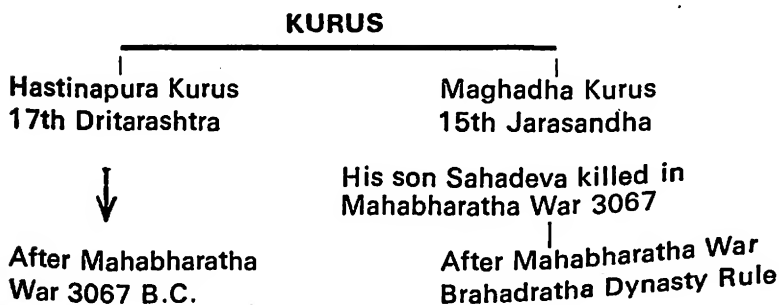 KURUS
Hastinapura Kurus
17th Dritarashtra
Maghadha Kurus
15th Jarasandha
His son Sahadeva killed in
Mahabharatha War 3067
After Mahabharatha
War 3067 B.C.
After Mahabharatha War
Brahadratha Dynasty Rule